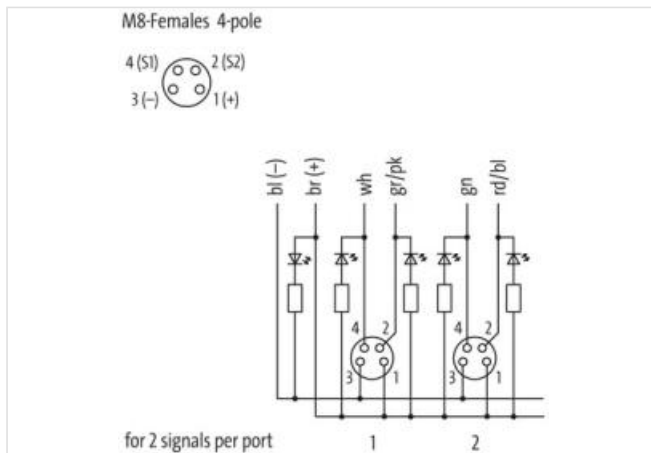 M8-Females 4-pole
4 (S1) 2 (S2)
3 (–) 1 (+)
bl (–) br (+) wh gr/pk gn rd/bl
4 2 4 2
3 1 3 1
for 2 signals per port 1 2